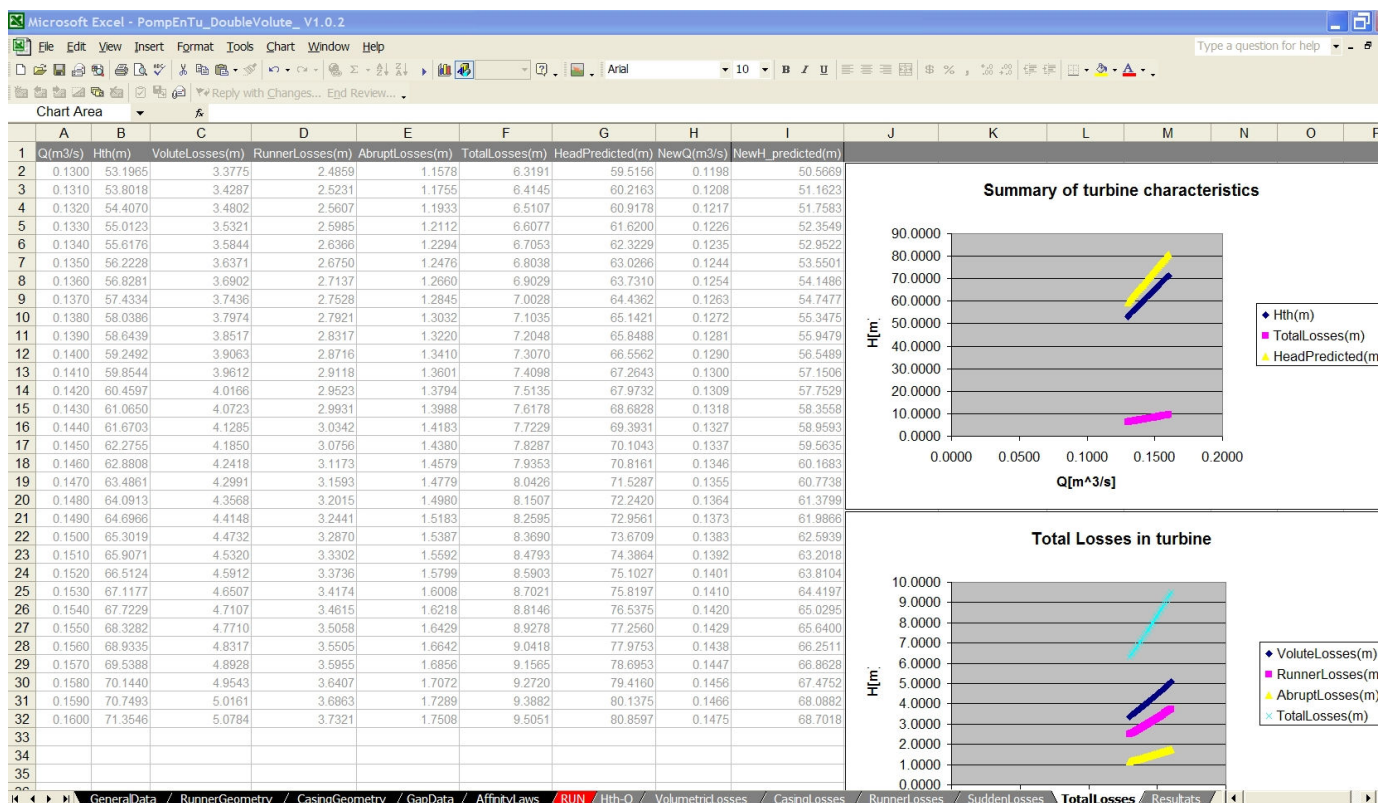 Microsoft Excel - PompEnTu_DoubleVolute_ V1.0.2
File Edit View Insert Format Tools Chart Window Help
Type a question for help
Arial 10 B I U $ % ,
Reply with Changes... End Review...
Chart Area fx
A B C D E F G H I J K L M N O
1 Q(m3/s) Hth(m) VoluteLosses(m) RunnerLosses(m) AbruptLosses(m) TotalLosses(m) HeadPredicted(m) NewQ(m3/s) NewH_predicted(m)
2 0.1300 53.1965 3.3775 2.4859 1.1578 6.3191 59.5156 0.1198 50.5669
3 0.1310 53.8018 3.4287 2.5231 1.1755 6.4145 60.2163 0.1208 51.1623
4 0.1320 54.4070 3.4802 2.5607 1.1933 6.5107 60.9178 0.1217 51.7583
5 0.1330 55.0123 3.5321 2.5985 1.2112 6.6077 61.6200 0.1226 52.3549
6 0.1340 55.6176 3.5844 2.6366 1.2294 6.7053 62.3229 0.1235 52.9522
7 0.1350 56.2228 3.6371 2.6750 1.2476 6.8038 63.0266 0.1244 53.5501
8 0.1360 56.8281 3.6902 2.7137 1.2660 6.9029 63.7310 0.1254 54.1486
9 0.1370 57.4334 3.7436 2.7528 1.2845 7.0028 64.4362 0.1263 54.7477
10 0.1380 58.0386 3.7974 2.7921 1.3032 7.1035 65.1421 0.1272 55.3475
11 0.1390 58.6439 3.8517 2.8317 1.3220 7.2048 65.8488 0.1281 55.9479
12 0.1400 59.2492 3.9063 2.8716 1.3410 7.3070 66.5562 0.1290 56.5489
13 0.1410 59.8544 3.9612 2.9118 1.3601 7.4098 67.2643 0.1300 57.1506
14 0.1420 60.4597 4.0166 2.9523 1.3794 7.5135 67.9732 0.1309 57.7529
15 0.1430 61.0650 4.0723 2.9931 1.3988 7.6178 68.6828 0.1318 58.3558
16 0.1440 61.6703 4.1285 3.0342 1.4183 7.7229 69.3931 0.1327 58.9593
17 0.1450 62.2755 4.1850 3.0756 1.4380 7.8287 70.1043 0.1337 59.5635
18 0.1460 62.8808 4.2418 3.1173 1.4579 7.9353 70.8161 0.1346 60.1683
19 0.1470 63.4861 4.2991 3.1593 1.4779 8.0426 71.5287 0.1355 60.7738
20 0.1480 64.0913 4.3568 3.2015 1.4980 8.1507 72.2420 0.1364 61.3799
21 0.1490 64.6966 4.4148 3.2441 1.5183 8.2595 72.9561 0.1373 61.9866
22 0.1500 65.3019 4.4732 3.2870 1.5387 8.3690 73.6709 0.1383 62.5939
23 0.1510 65.9071 4.5320 3.3302 1.5592 8.4793 74.3864 0.1392 63.2018
24 0.1520 66.5124 4.5912 3.3736 1.5799 8.5903 75.1027 0.1401 63.8104
25 0.1530 67.1177 4.6507 3.4174 1.6008 8.7021 75.8197 0.1410 64.4197
26 0.1540 67.7229 4.7107 3.4615 1.6218 8.8146 76.5375 0.1420 65.0295
27 0.1550 68.3282 4.7710 3.5058 1.6429 8.9278 77.2560 0.1429 65.6400
28 0.1560 68.9335 4.8317 3.5505 1.6642 9.0418 77.9753 0.1438 66.2511
29 0.1570 69.5388 4.8928 3.5955 1.6856 9.1565 78.6953 0.1447 66.8628
30 0.1580 70.1440 4.9543 3.6407 1.7072 9.2720 79.4160 0.1456 67.4752
31 0.1590 70.7493 5.0161 3.6863 1.7289 9.3882 80.1375 0.1466 68.0882
32 0.1600 71.3546 5.0784 3.7321 1.7508 9.5051 80.8597 0.1475 68.7018
33
34
35
Summary of turbine characteristics
90.0000
80.0000
70.0000
60.0000
50.0000
40.0000
30.0000
20.0000
10.0000
0.0000
H[m]
0.0000 0.0500 0.1000 0.1500 0.2000
Q[m^3/s]
Hth(m)
TotalLosses(m)
HeadPredicted(m
Total Losses in turbine
10.0000
9.0000
8.0000
7.0000
6.0000
5.0000
4.0000
3.0000
2.0000
1.0000
0.0000
H[m]
VoluteLosses(m)
RunnerLosses(m
AbruptLosses(m)
TotalLosses(m)
GeneralData RunnerGeometry CasingGeometry GapData AffinityLaws RUN Hth-Q VolumetricLosses CasingLosses RunnerLosses SuddenLosses TotalLosses Resultats